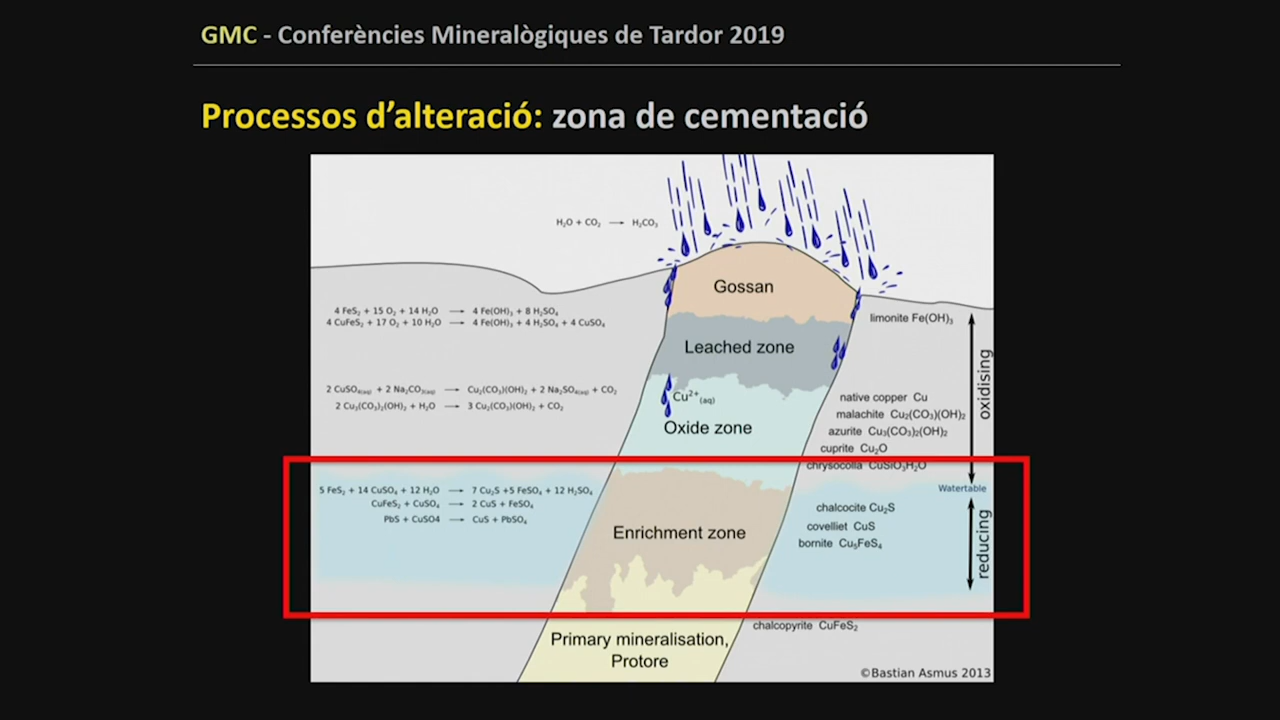 GMC - Conferències Mineralògiques de Tardor 2019
Processos d'alteració: zona de cementació
H₂O + CO₂ → H₂CO₃
Gossan
4 FeS₂ + 15 O₂ + 14 H₂O → 4 Fe(OH)₃ + 8 H₂SO₄
4 CuFeS₂ + 17 O₂ + 10 H₂O → 4 Fe(OH)₃ + 4 H₂SO₄ + 4 CuSO₄
limonite Fe(OH)₃
Leached zone
oxidising
2 CuSO₄₍ₐq₎ + 2 Na₂CO₃₍ₐq₎ → Cu₂(CO₃)(OH)₂ + 2 Na₂SO₄₍ₐq₎ + CO₂
2 Cu₃(CO₃)₂(OH)₂ + H₂O → 3 Cu₂(CO₃)(OH)₂ + CO₂
Cu²⁺₍ₐq₎
Oxide zone
native copper Cu
malachite Cu₂(CO₃)(OH)₂
azurite Cu₃(CO₃)₂(OH)₂
cuprite Cu₂O
chrysocolla CuSiO₃H₂O
Watertable
5 FeS₂ + 14 CuSO₄ + 12 H₂O → 7 Cu₂S +5 FeSO₄ + 12 H₂SO₄
CuFeS₂ + CuSO₄ → 2 CuS + FeSO₄
PbS + CuSO4 → CuS + PbSO₄
Enrichment zone
chalcocite Cu₂S
covelliet CuS
bornite Cu₅FeS₄
reducing
chalcopyrite CuFeS₂
Primary mineralisation,
Protore
©Bastian Asmus 2013